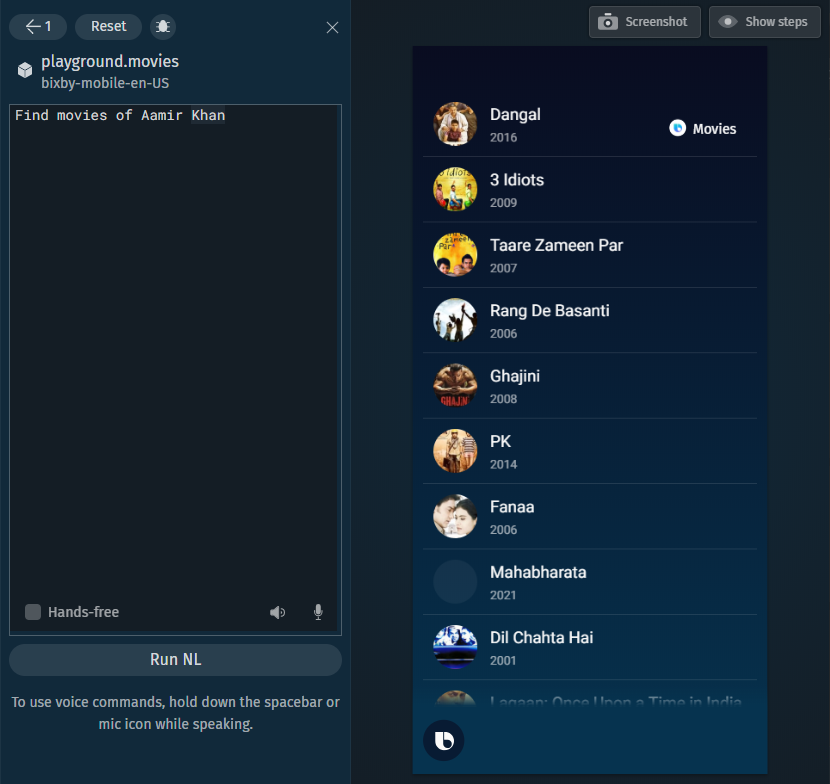 1
Reset
playground.movies
bixby-mobile-en-US
Find movies of Aamir Khan
Hands-free
Run NL
To use voice commands, hold down the spacebar or
mic icon while speaking.
Screenshot
Show steps
Movies
Dangal
2016
3 Idiots
2009
Taare Zameen Par
2007
Rang De Basanti
2006
Ghajini
2008
GHAJINI
PK
2014
Fanaa
2006
Mahabharata
2021
Dil Chahta Hai
2001
Lagaan: Once Upon a Time in India